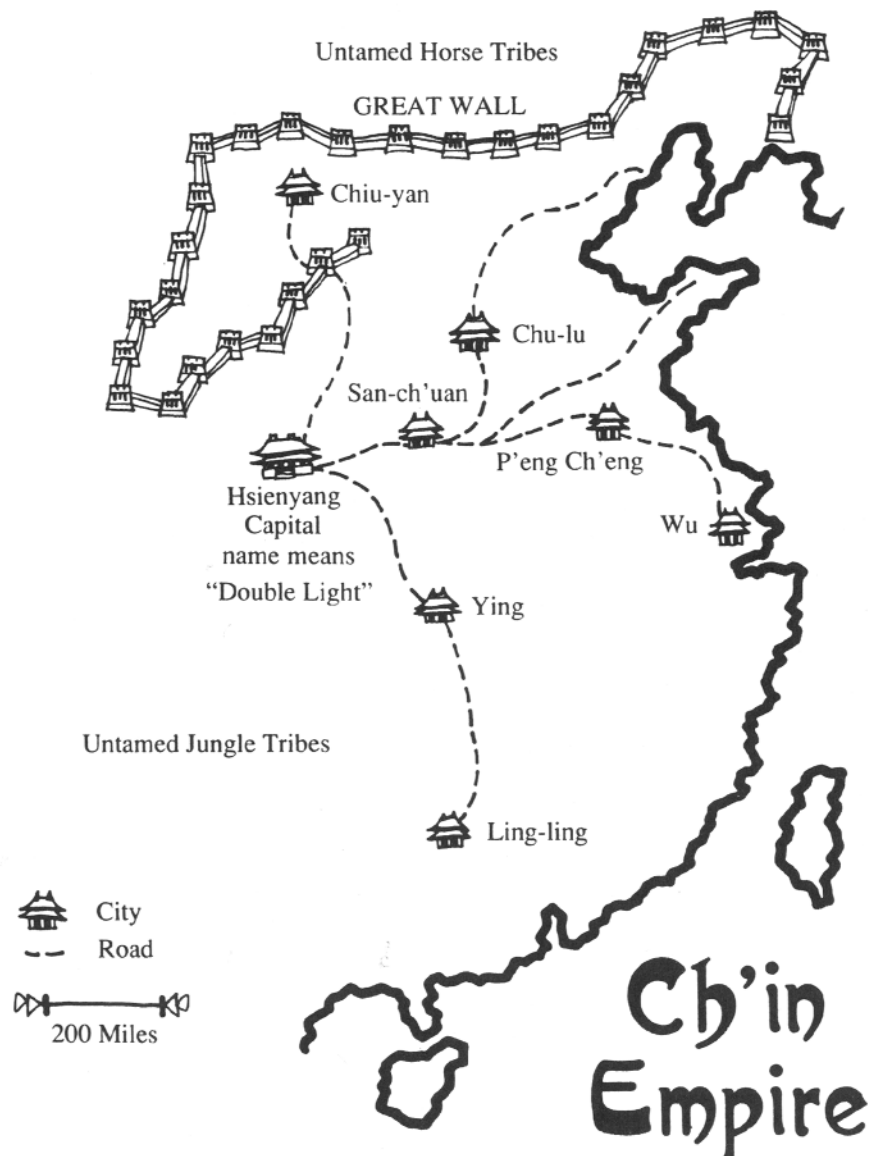 Untamed Horse Tribes
GREAT WALL
Chiu-yan
Chu-lu
San-ch’uan
P’eng Ch’eng
Hsienyang
Capital
name means
“Double Light”
Wu
Ying
Untamed Jungle Tribes
Ling-ling
City
Road
200 Miles
Ch’in
Empire